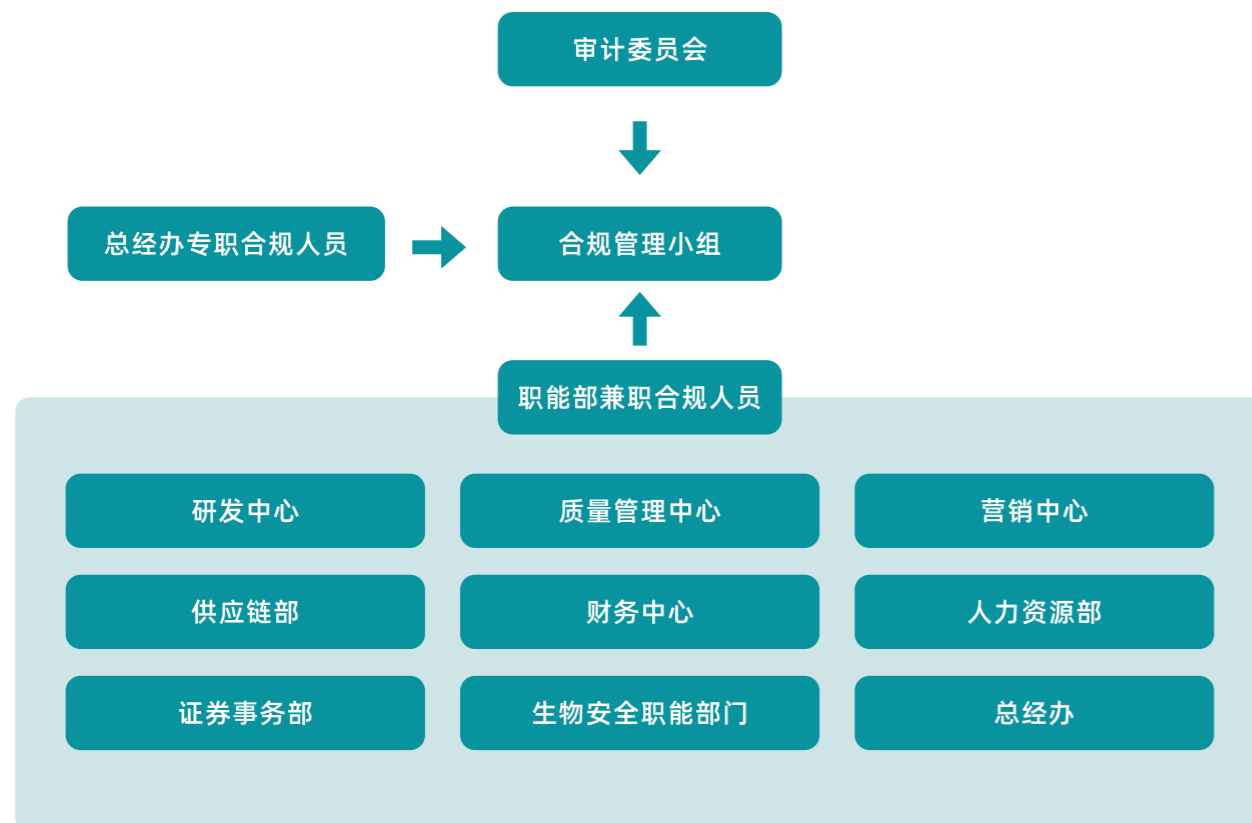 审计委员会
总经办专职合规人员
合规管理小组
职能部兼职合规人员
研发中心
质量管理中心
营销中心
供应链部
财务中心
人力资源部
证券事务部
生物安全职能部门
总经办